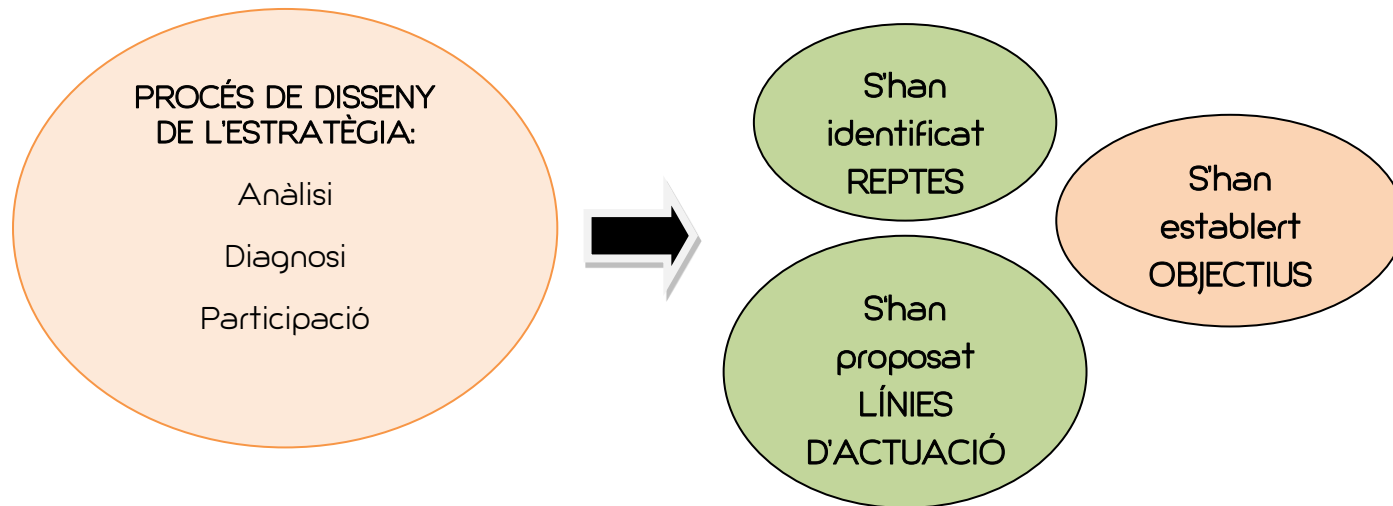 PROCÉS DE DISSENY
DE L'ESTRATÈGIA:
Anàlisi
Diagnosi
Participació
S'han
identificat
REPTES
S'han
establert
OBJECTIUS
S'han
proposat
LÍNIES
D'ACTUACIÓ